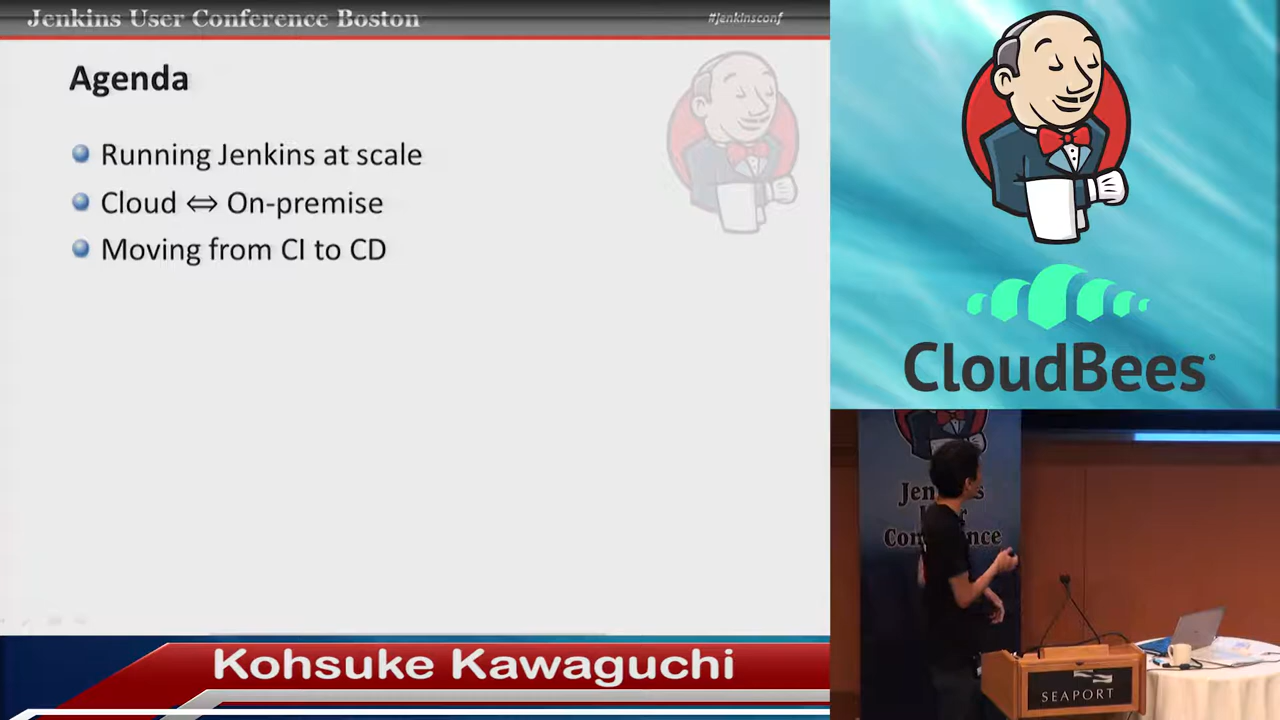 Jenkins User Conference Boston
#jenkinsconf
Agenda
Running Jenkins at scale
Cloud ⇔ On-premise
Moving from CI to CD
CloudBees®
Conference
SEAPORT
Kohsuke Kawaguchi